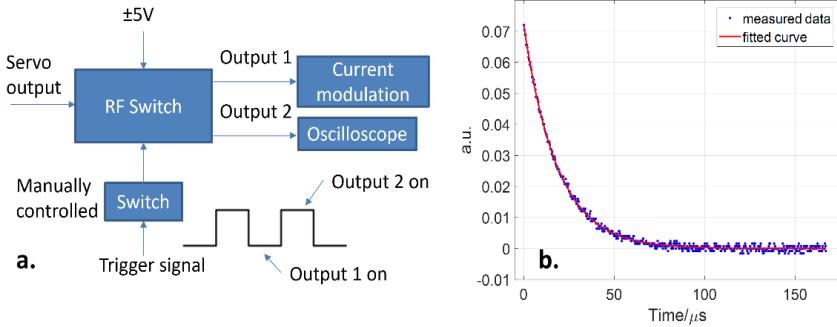 ±5V
Servo
output
RF Switch
Output 1
Current
modulation
Output 2
Oscilloscope
Manually
controlled
Switch
Output 2 on
a.
Trigger signal
Output 1 on
measured data
fitted curve
0.07
0.06
0.05
0.04
0.03
0.02
0.01
0
-0.01
a.u.
0
50
100
150
Time/μs
b.